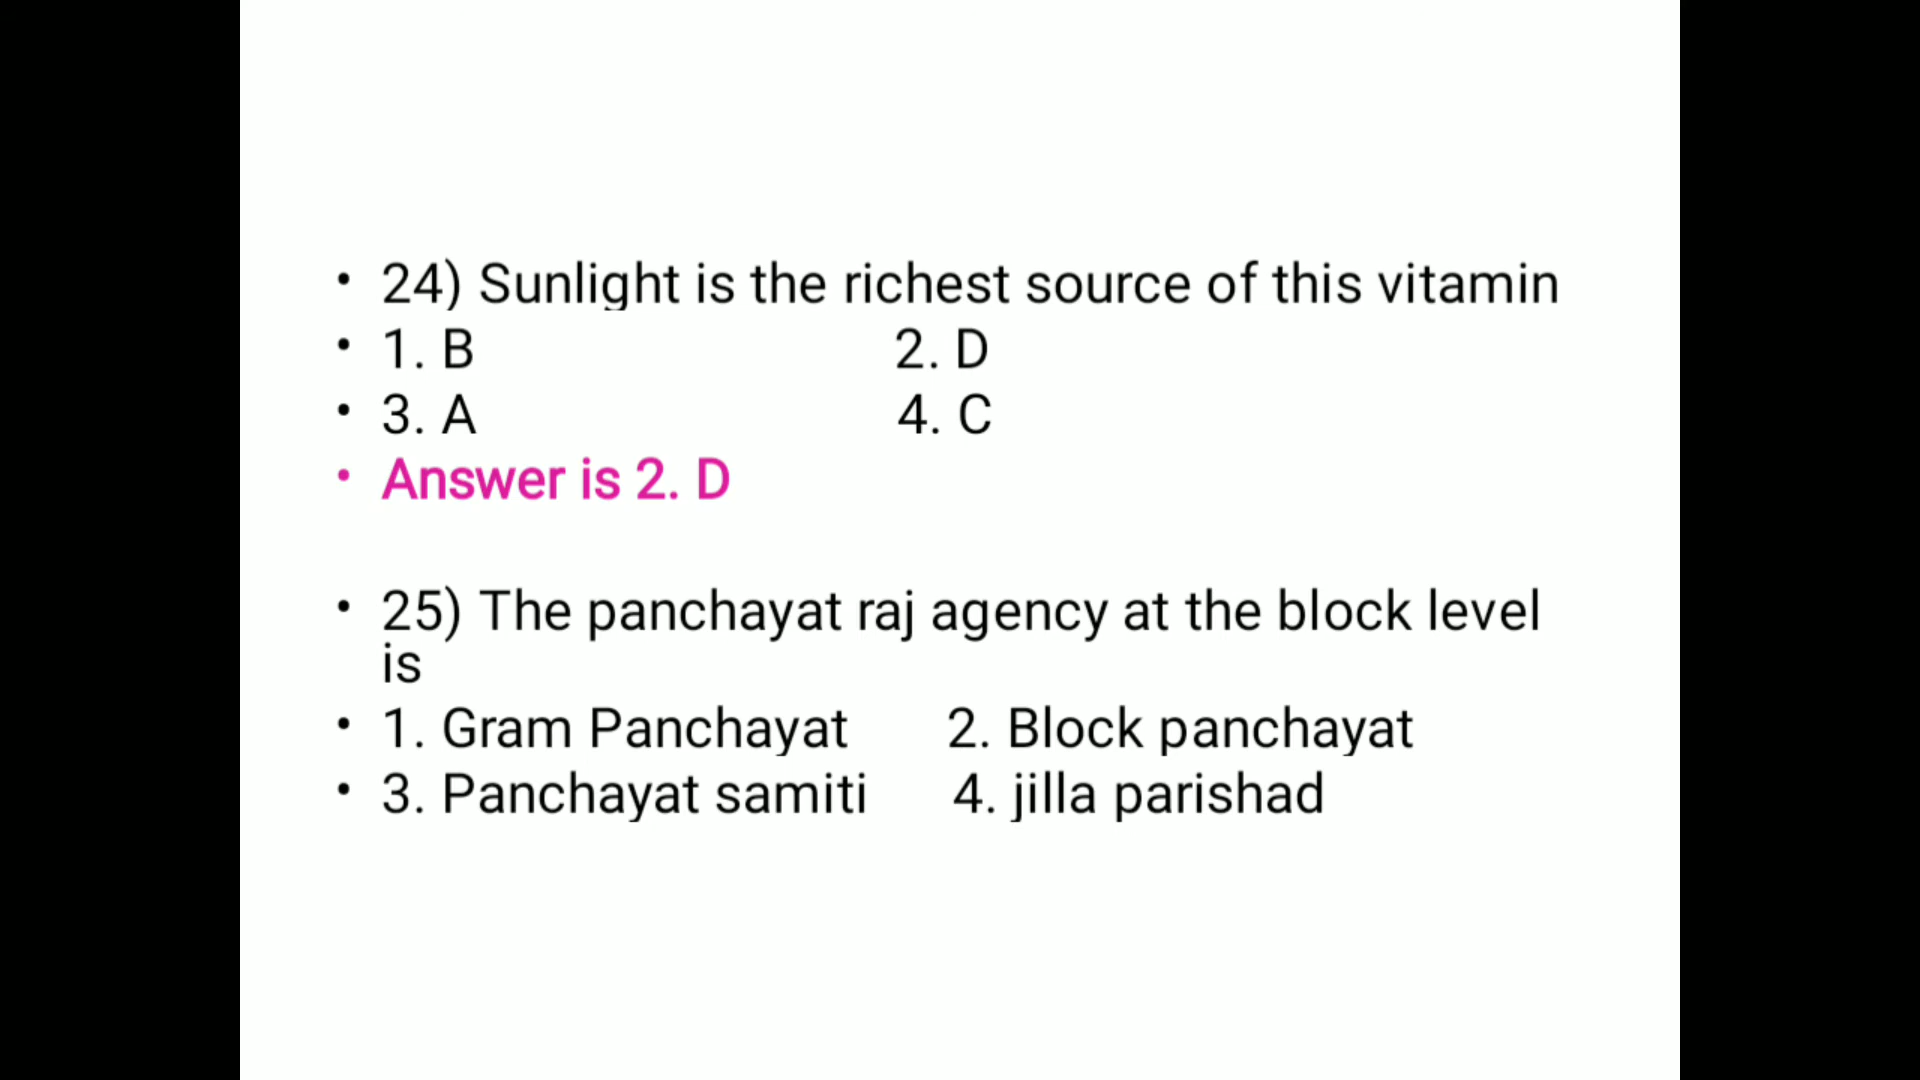 • 24) Sunlight is the richest source of this vitamin
• 1. B 2. D
• 3. A 4. C
• Answer is 2. D
• 25) The panchayat raj agency at the block level
is
• 1. Gram Panchayat 2. Block panchayat
• 3. Panchayat samiti 4. jilla parishad